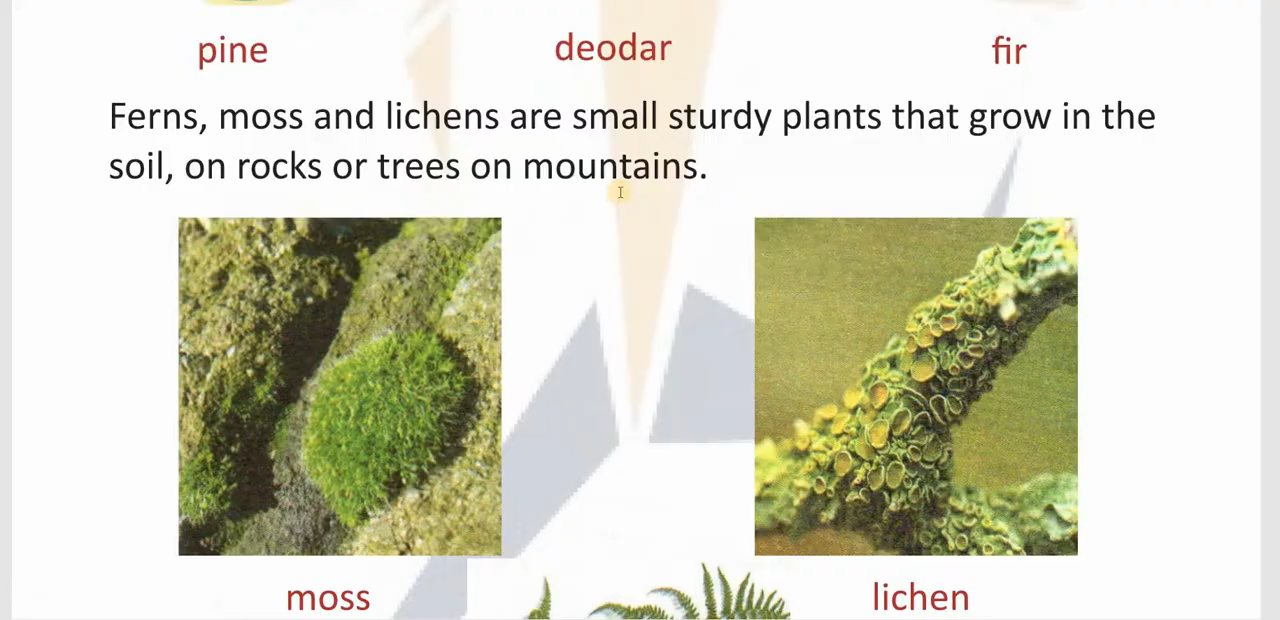 pine deodar fir
Ferns, moss and lichens are small sturdy plants that grow in the
soil, on rocks or trees on mountains.
moss lichen